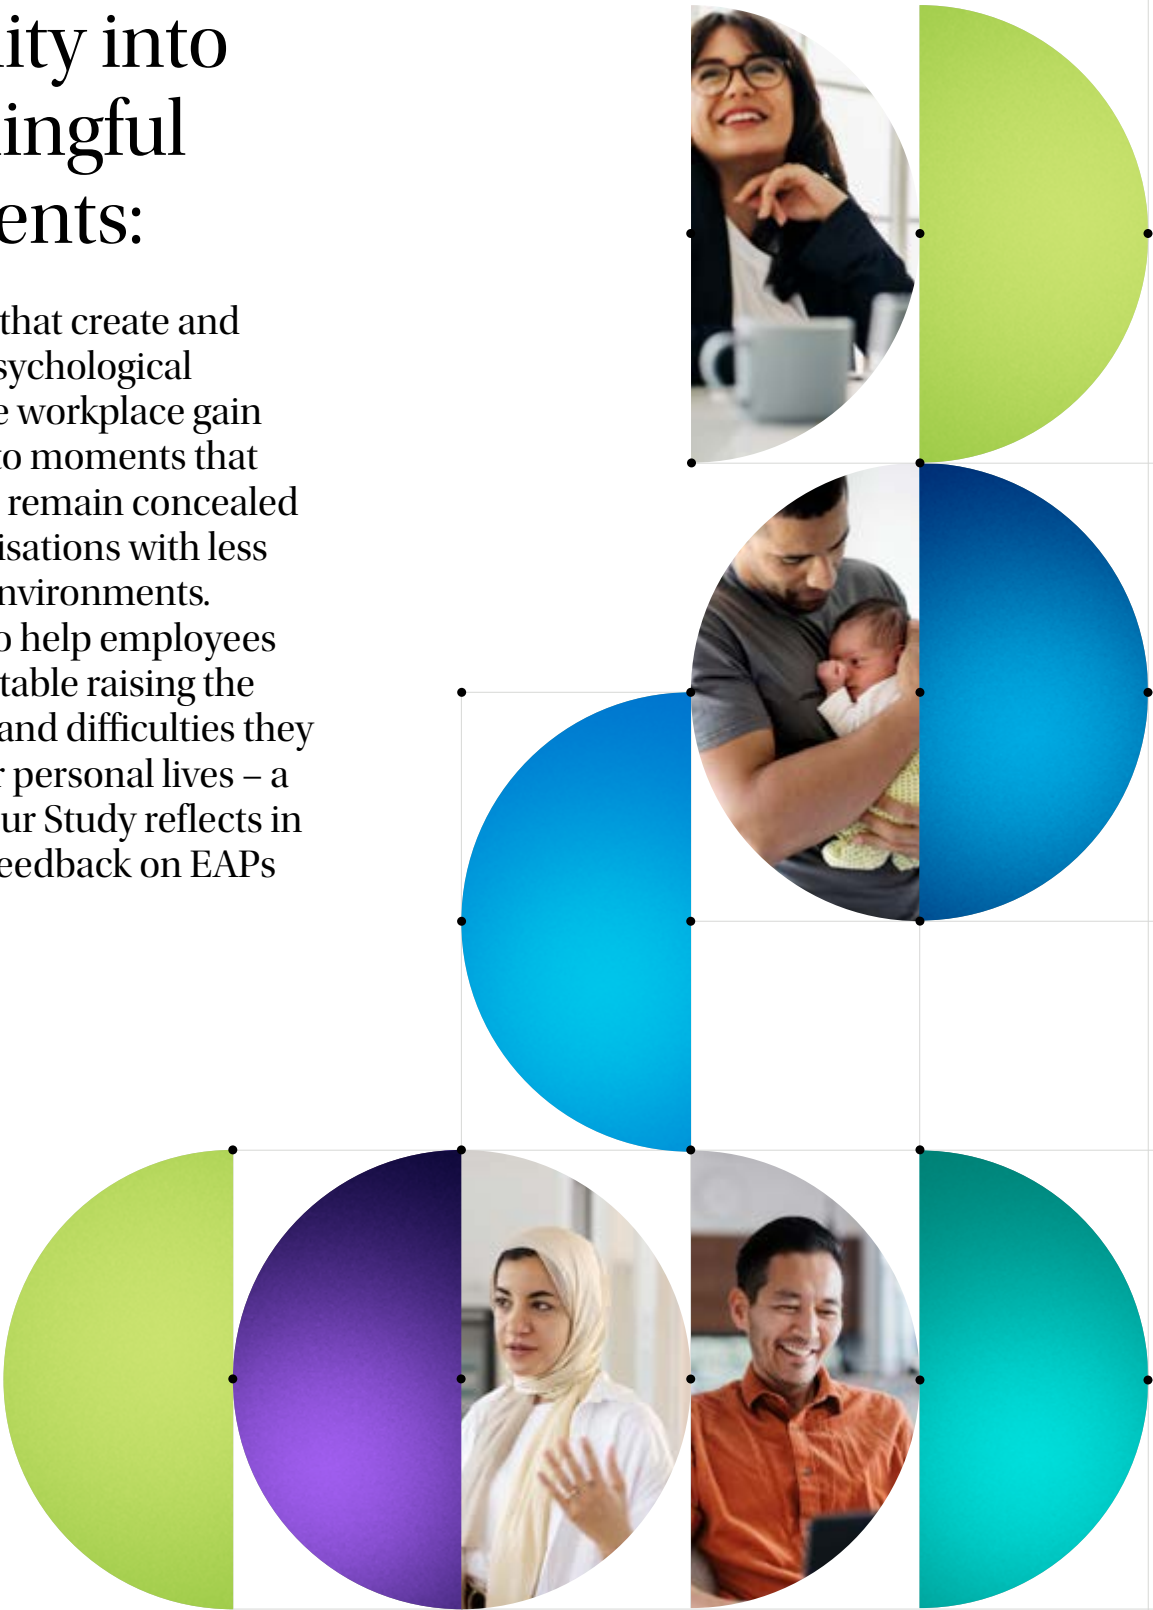 ity into
ingful
ents:
that create and
sychological
e workplace gain
to moments that
remain concealed
isations with less
nvironments.
o help employees
table raising the
and difficulties they
r personal lives – a
ur Study reflects in
eedback on EAPs